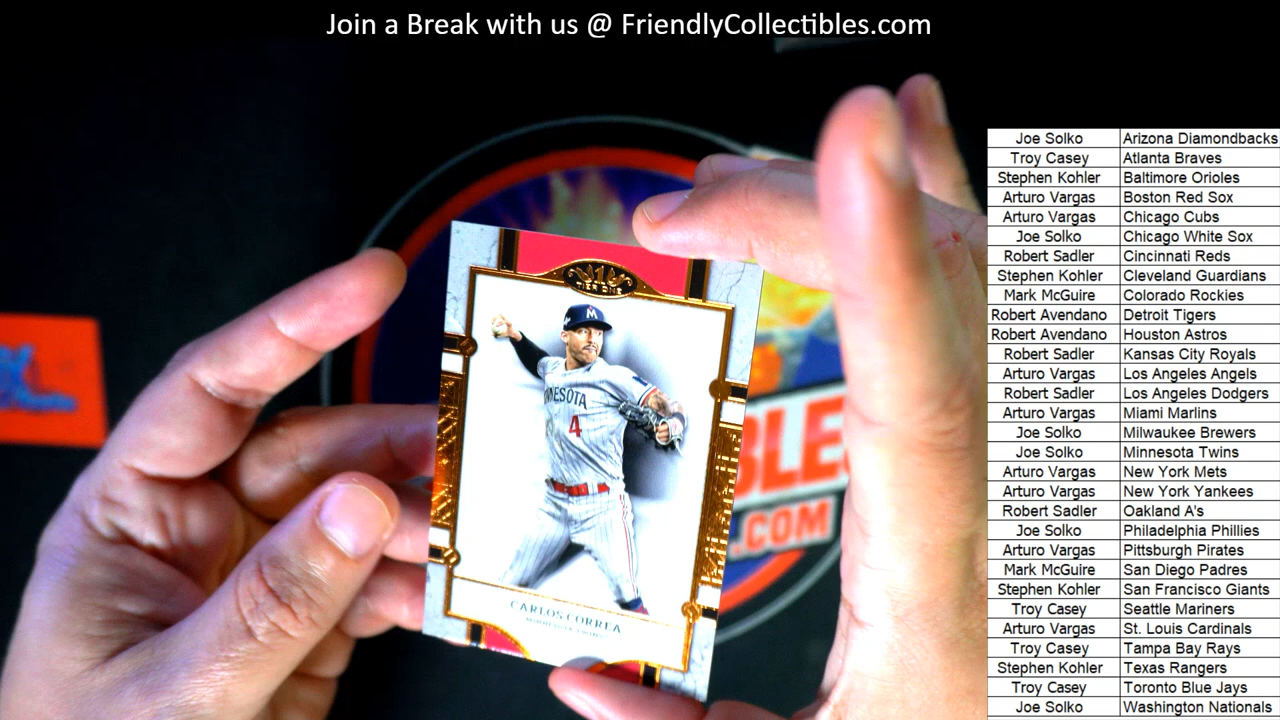 Join a Break with us @ FriendlyCollectibles.com
Joe Solko Arizona Diamondbacks
Troy Casey Atlanta Braves
Stephen Kohler Baltimore Orioles
Arturo Vargas Boston Red Sox
Arturo Vargas Chicago Cubs
Joe Solko Chicago White Sox
Robert Sadler Cincinnati Reds
Stephen Kohler Cleveland Guardians
Mark McGuire Colorado Rockies
Robert Avendano Detroit Tigers
Robert Avendano Houston Astros
Robert Sadler Kansas City Royals
Arturo Vargas Los Angeles Angels
Robert Sadler Los Angeles Dodgers
Arturo Vargas Miami Marlins
Joe Solko Milwaukee Brewers
Joe Solko Minnesota Twins
Arturo Vargas New York Mets
Arturo Vargas New York Yankees
Robert Sadler Oakland A's
Joe Solko Philadelphia Phillies
Arturo Vargas Pittsburgh Pirates
Mark McGuire San Diego Padres
Stephen Kohler San Francisco Giants
Troy Casey Seattle Mariners
Arturo Vargas St. Louis Cardinals
Troy Casey Tampa Bay Rays
Stephen Kohler Texas Rangers
Troy Casey Toronto Blue Jays
Joe Solko Washington Nationals
1
TIER ONE
M
NESOTA
4
CARLOS CORREA
MINNESOTA TWINS
BLE
.COM